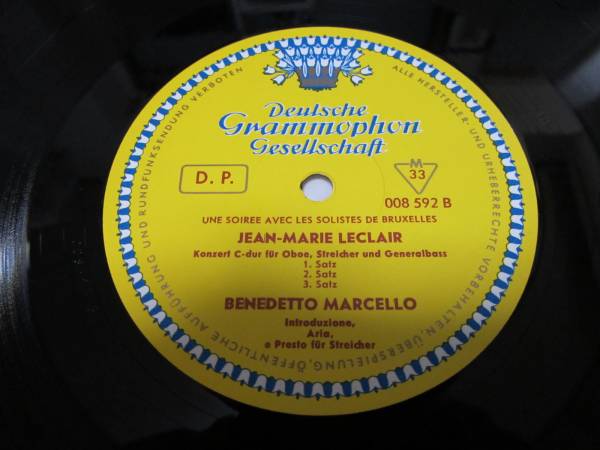 Deutsche
Grammophon
Gesellschaft
D. P.
M
33
008 592 B
UNE SOIREE AVEC LES SOLISTES DE BRUXELLES
JEAN-MARIE LECLAIR
Konzert C-dur für Oboe, Streicher und Generalbass
1. Satz
2. Satz
3. Satz
BENEDETTO MARCELLO
Introduzione,
Aria,
e Presto für Streicher
ALLE HERSTELLER- UND URHEBERRECHTE VORBEHALTEN, ÜBERSPIELUNG, ÖFFENTLICHE AUFFÜHRUNG UND RUNDFUNKSENDUNG VERBOTEN